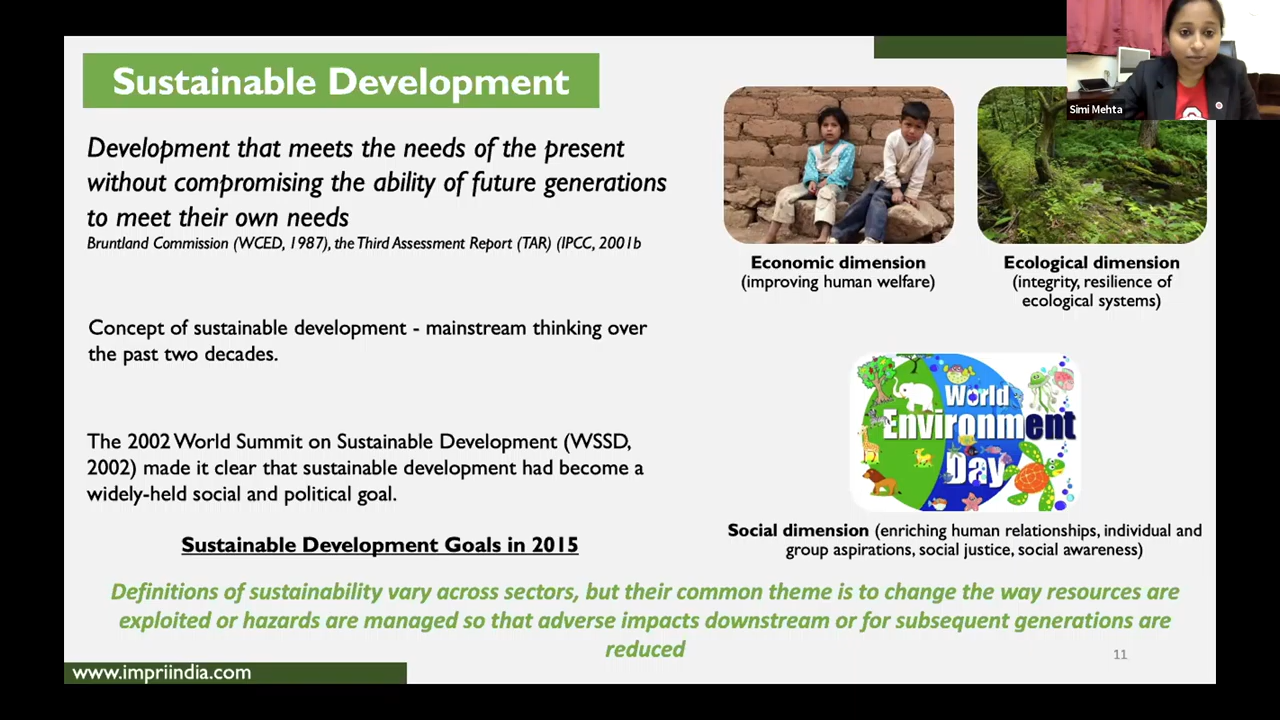 Sustainable Development
Development that meets the needs of the present
without compromising the ability of future generations
to meet their own needs
Bruntland Commission (WCED, 1987), the Third Assessment Report (TAR) (IPCC, 2001b
Concept of sustainable development - mainstream thinking over
the past two decades.
The 2002 World Summit on Sustainable Development (WSSD,
2002) made it clear that sustainable development had become a
widely-held social and political goal.
Sustainable Development Goals in 2015
Simi Mehta
Economic dimension
(improving human welfare)
Ecological dimension
(integrity, resilience of
ecological systems)
World
Environment
Day
Social dimension (enriching human relationships, individual and
group aspirations, social justice, social awareness)
Definitions of sustainability vary across sectors, but their common theme is to change the way resources are
exploited or hazards are managed so that adverse impacts downstream or for subsequent generations are
reduced
www.impriindia.com
11